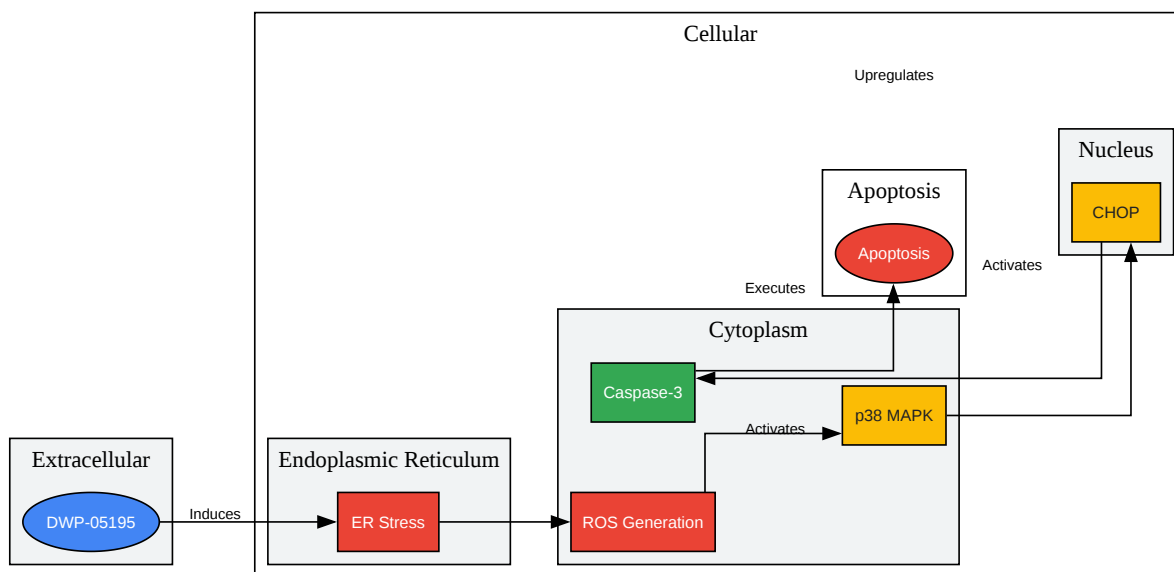 Cellular
Upregulates
Nucleus
CHOP
Apoptosis
Apoptosis
Activates
Executes
Cytoplasm
Caspase-3
p38 MAPK
Activates
Extracellular
DWP-05195
Induces
Endoplasmic Reticulum
ER Stress
ROS Generation